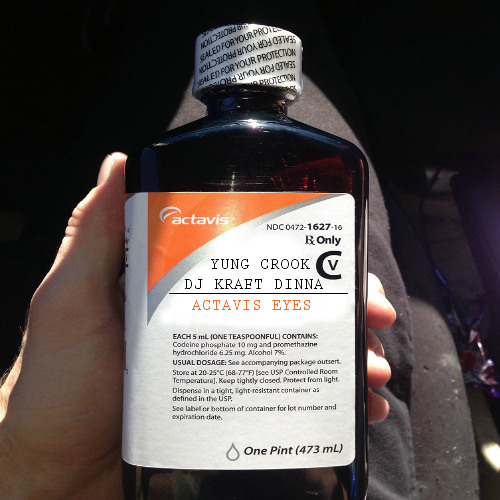 SEALED FOR YOUR PROTECTION
SEALED FOR YOUR PROTECTION
actavis
NDC 0472-1627-16
Rx Only
YUNG CROOK
CV
DJ KRAFT DINNA
ACTAVIS EYES
EACH 5 mL (ONE TEASPOONFUL) CONTAINS:
Codeine phosphate 10 mg and promethazine
hydrochloride 6.25 mg. Alcohol 7%.
USUAL DOSAGE: See accompanying package outsert.
Store at 20-25°C (68-77°F) [see USP Controlled Room
Temperature]. Keep tightly closed. Protect from light.
Dispense in a tight, light-resistant container as
defined in the USP.
See label or bottom of container for lot number and
expiration date.
One Pint (473 mL)